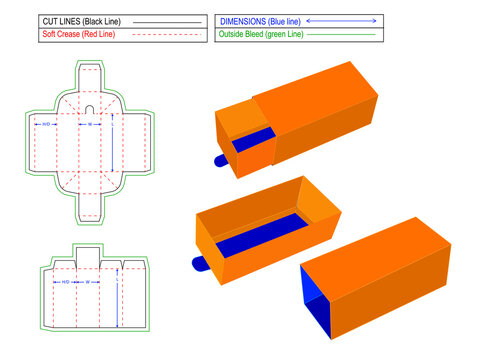 CUT LINES (Black Line)
DIMENSIONS (Blue line)
Soft Crease (Red Line)
Outside Bleed (green Line)
H/D
W
L
H/D
W
L